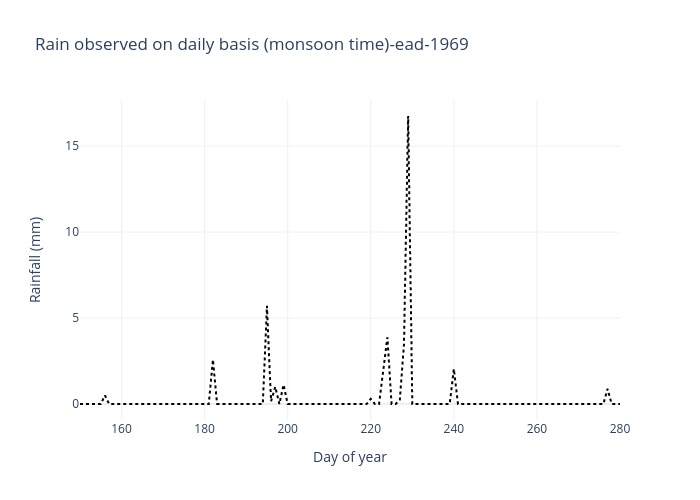 Rain observed on daily basis (monsoon time)-ead-1969
Rainfall (mm)
15
10
5
0
160 180 200 220 240 260 280
Day of year